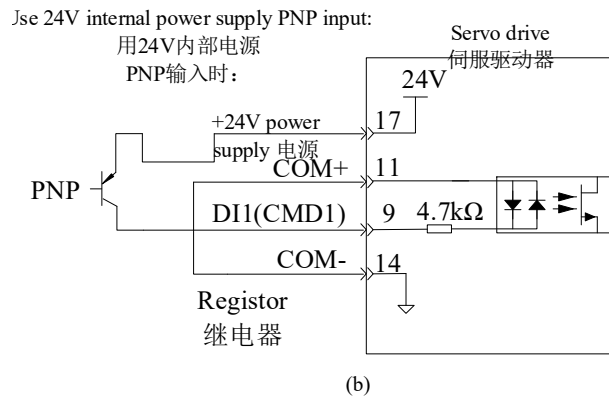 Jse 24V internal power supply PNP input:
用24V内部电源
PNP输入时：
Servo drive
伺服驱动器
24V
+24V power
supply 电源
17
COM+
11
PNP
DI1(CMD1)
9
4.7kΩ
COM-
14
Registor
继电器
(b)